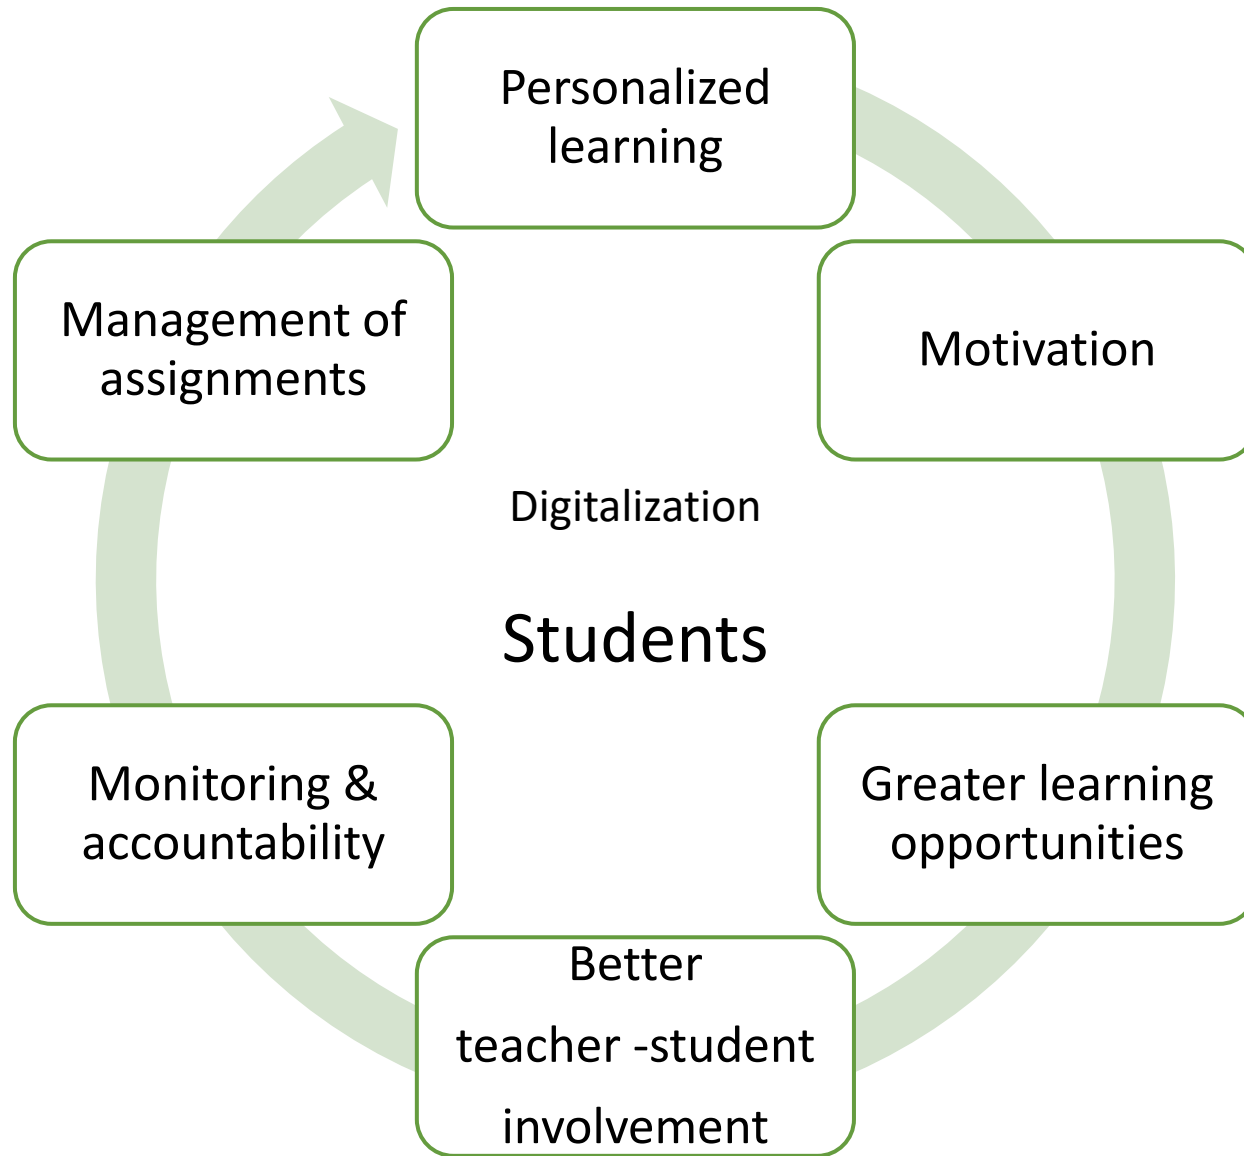 Personalized
learning
Motivation
Greater learning
opportunities
Better
teacher -student
involvement
Monitoring &
accountability
Management of
assignments
Digitalization
Students